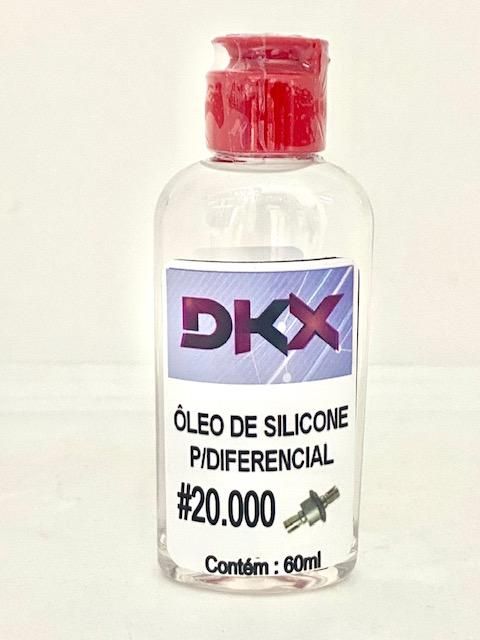 DKX
ÔLEO DE SILICONE
P/DIFERENCIAL
#20.000
Contém : 60ml